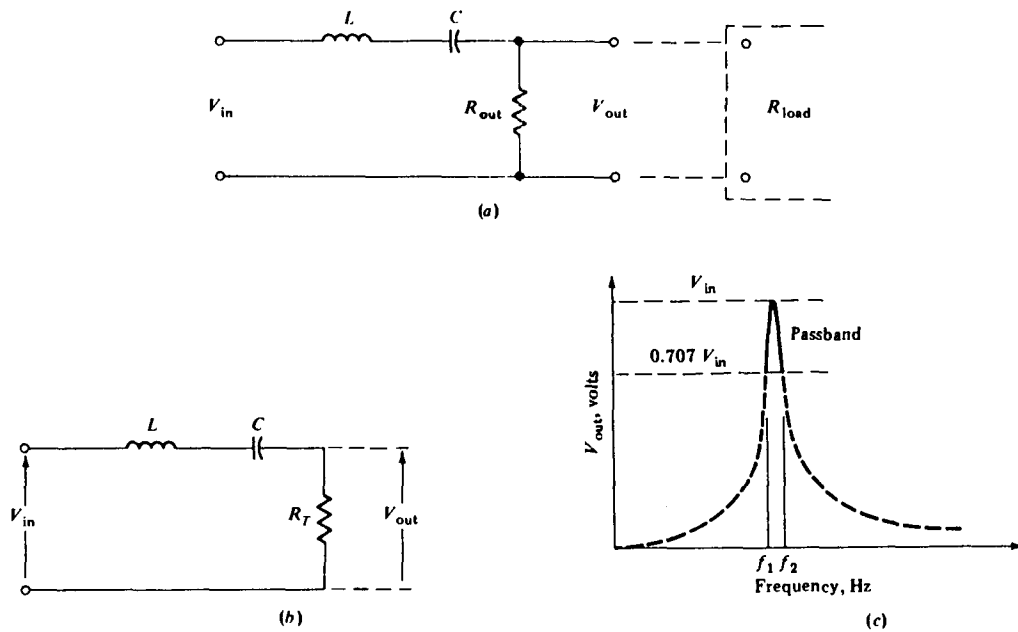 L
C
V_in
R_out
V_out
R_load
(a)
V_in
Passband
0.707 V_in
V_out, volts
f_1
f_2
Frequency, Hz
(c)
L
C
V_in
R_T
V_out
(b)